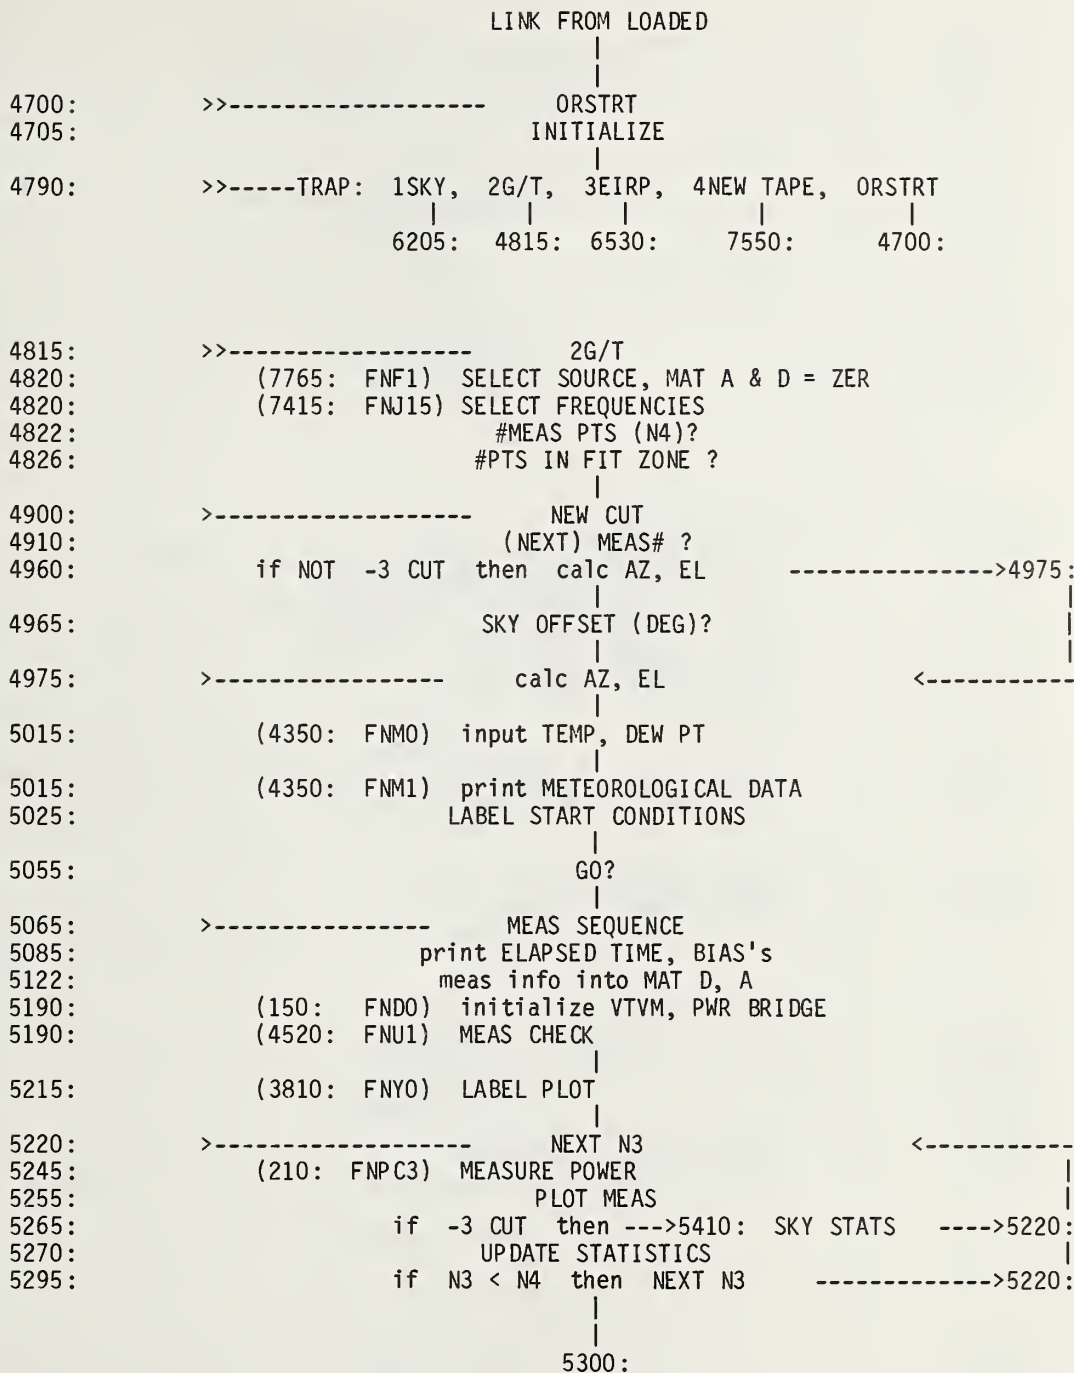 LINK FROM LOADED
4700: >>------------------- ORSTRT
4705: INITIALIZE
4790: >>-----TRAP: 1SKY, 2G/T, 3EIRP, 4NEW TAPE, ORSTRT
6205: 4815: 6530: 7550: 4700:
4815: >>------------------ 2G/T
4820: (7765: FNF1) SELECT SOURCE, MAT A & D = ZER
4820: (7415: FNJ15) SELECT FREQUENCIES
4822: #MEAS PTS (N4)?
4826: #PTS IN FIT ZONE ?
4900: >------------------- NEW CUT
4910: (NEXT) MEAS# ?
4960: if NOT -3 CUT then calc AZ, EL --------------->4975:
4965: SKY OFFSET (DEG)?
4975: >----------------- calc AZ, EL <-----------
5015: (4350: FNM0) input TEMP, DEW PT
5015: (4350: FNM1) print METEOROLOGICAL DATA
5025: LABEL START CONDITIONS
5055: GO?
5065: >---------------- MEAS SEQUENCE
5085: print ELAPSED TIME, BIAS's
5122: meas info into MAT D, A
5190: (150: FND0) initialize VTVM, PWR BRIDGE
5190: (4520: FNU1) MEAS CHECK
5215: (3810: FNY0) LABEL PLOT
5220: >------------------- NEXT N3 <-----------
5245: (210: FNPC3) MEASURE POWER
5255: PLOT MEAS
5265: if -3 CUT then --->5410: SKY STATS ---->5220:
5270: UPDATE STATISTICS
5295: if N3 < N4 then NEXT N3 ------------->5220:
5300: